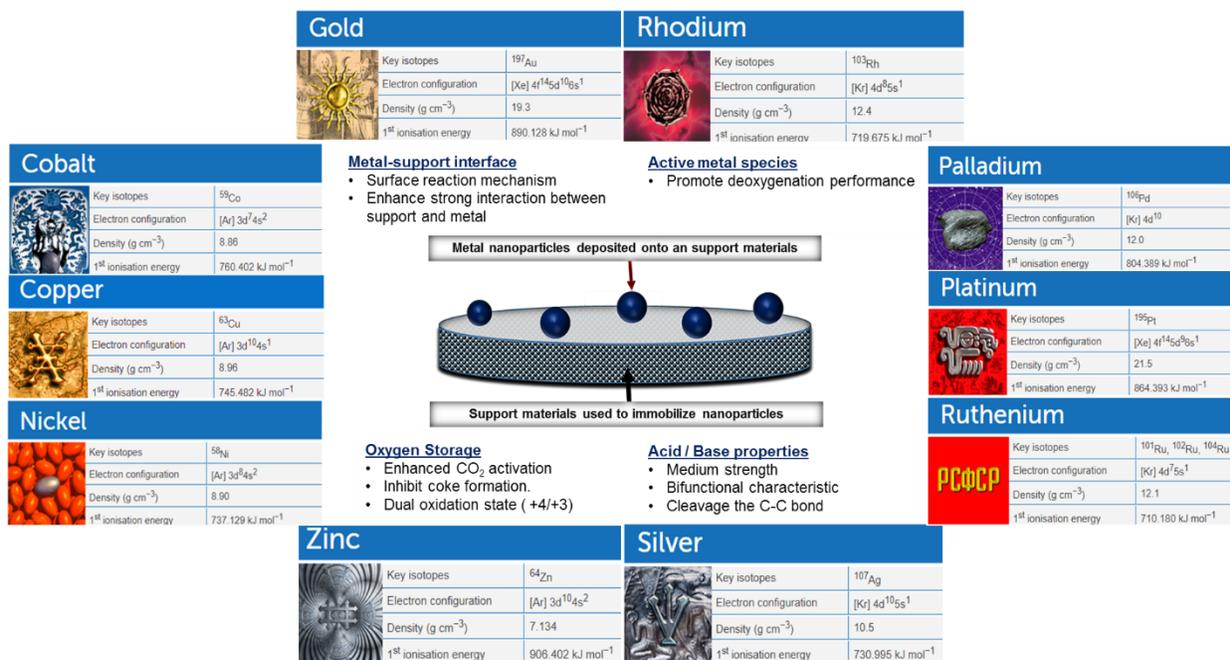 Gold
Key isotopes ¹⁹⁷Au
Electron configuration [Xe] 4f¹⁴5d¹⁰6s¹
Density (g cm⁻³) 19.3
1ˢᵗ ionisation energy 890.128 kJ mol⁻¹
Rhodium
Key isotopes ¹⁰³Rh
Electron configuration [Kr] 4d⁸5s¹
Density (g cm⁻³) 12.4
1ˢᵗ ionisation energy 719.675 kJ mol⁻¹
Cobalt
Key isotopes ⁵⁹Co
Electron configuration [Ar] 3d⁷4s²
Density (g cm⁻³) 8.86
1ˢᵗ ionisation energy 760.402 kJ mol⁻¹
Copper
Key isotopes ⁶³Cu
Electron configuration [Ar] 3d¹⁰4s¹
Density (g cm⁻³) 8.96
1ˢᵗ ionisation energy 745.482 kJ mol⁻¹
Nickel
Key isotopes ⁵⁸Ni
Electron configuration [Ar] 3d⁸4s²
Density (g cm⁻³) 8.90
1ˢᵗ ionisation energy 737.129 kJ mol⁻¹
Metal-support interface
• Surface reaction mechanism
• Enhance strong interaction between
support and metal
Active metal species
• Promote deoxygenation performance
Metal nanoparticles deposited onto an support materials
Support materials used to immobilize nanoparticles
Oxygen Storage
• Enhanced CO₂ activation
• Inhibit coke formation.
• Dual oxidation state ( +4/+3)
Acid / Base properties
• Medium strength
• Bifunctional characteristic
• Cleavage the C-C bond
Palladium
Key isotopes ¹⁰⁶Pd
Electron configuration [Kr] 4d¹⁰
Density (g cm⁻³) 12.0
1ˢᵗ ionisation energy 804.389 kJ mol⁻¹
Platinum
Key isotopes ¹⁹⁵Pt
Electron configuration [Xe] 4f¹⁴5d⁹6s¹
Density (g cm⁻³) 21.5
1ˢᵗ ionisation energy 864.393 kJ mol⁻¹
Ruthenium
РСФСР
Key isotopes ¹⁰¹Ru, ¹⁰²Ru, ¹⁰⁴Ru
Electron configuration [Kr] 4d⁷5s¹
Density (g cm⁻³) 12.1
1ˢᵗ ionisation energy 710.180 kJ mol⁻¹
Zinc
Key isotopes ⁶⁴Zn
Electron configuration [Ar] 3d¹⁰4s²
Density (g cm⁻³) 7.134
1ˢᵗ ionisation energy 906.402 kJ mol⁻¹
Silver
Key isotopes ¹⁰⁷Ag
Electron configuration [Kr] 4d¹⁰5s¹
Density (g cm⁻³) 10.5
1ˢᵗ ionisation energy 730.995 kJ mol⁻¹